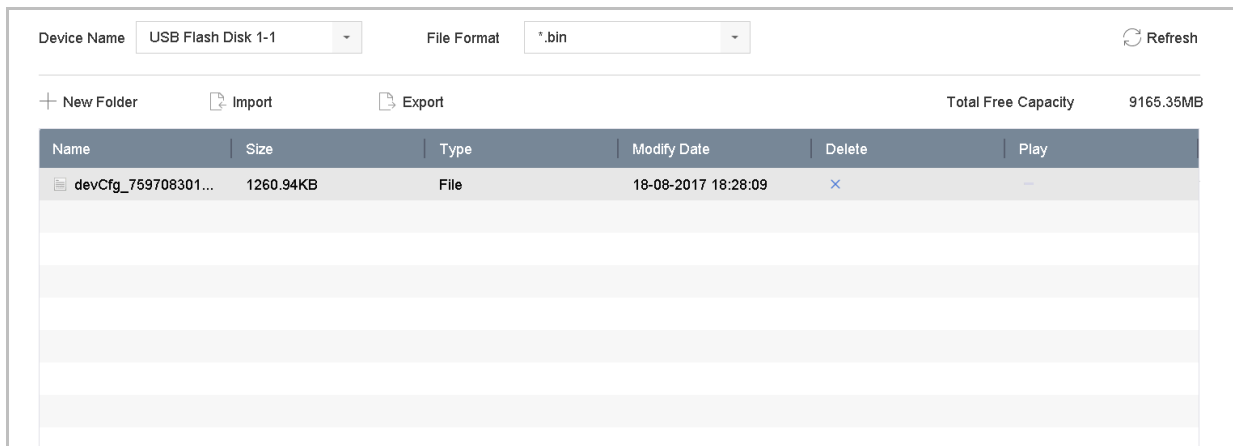 Device Name USB Flash Disk 1-1 File Format *.bin Refresh
New Folder Import Export Total Free Capacity 9165.35MB
Name Size Type Modify Date Delete Play
devCfg_759708301... 1260.94KB File 18-08-2017 18:28:09